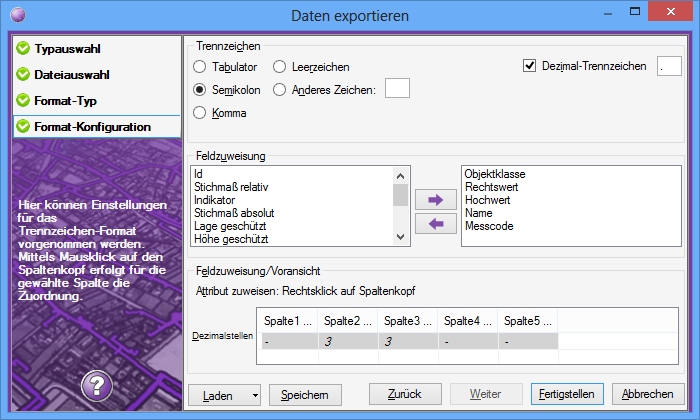 Daten exportieren
Typauswahl
Dateiauswahl
Format-Typ
Format-Konfiguration
Hier können Einstellungen
für das
Trennzeichen-Format
vorgenommen werden.
Mittels Mausklick auf den
Spaltenkopf erfolgt für die
gewählte Spalte die
Zuordnung.
?
Trennzeichen
Tabulator
Leerzeichen
Dezimal-Trennzeichen .
Semikolon
Anderes Zeichen:
Komma
Feldzuweisung
Id
Stichmaß relativ
Indikator
Stichmaß absolut
Lage geschützt
Höhe geschützt
Objektklasse
Rechtswert
Hochwert
Name
Messcode
Feldzuweisung/Voransicht
Attribut zuweisen: Rechtsklick auf Spaltenkopf
Spalte1 ... Spalte2 ... Spalte3 ... Spalte4 ... Spalte5 ...
Dezimalstellen - 3 3 - -
Laden Speichern Zurück Weiter Fertigstellen Abbrechen